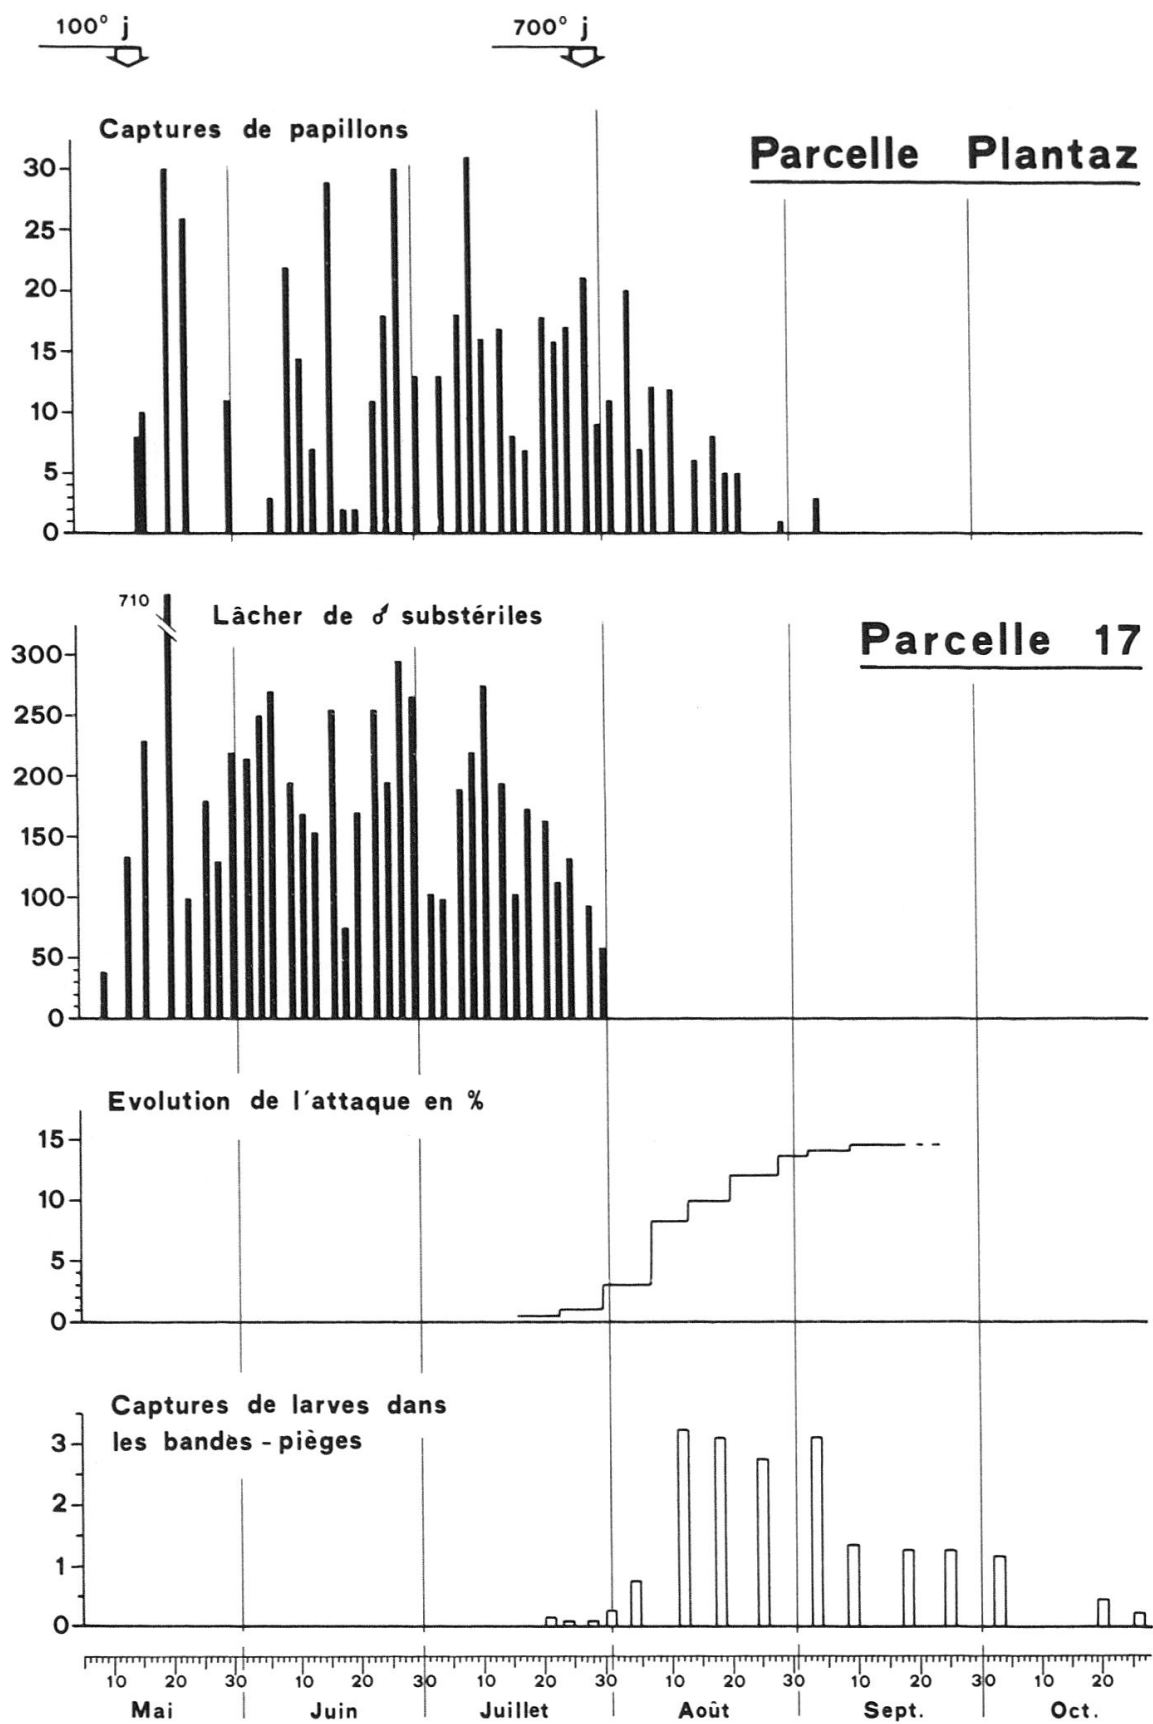 100° j 700° j
Captures de papillons
Parcelle Plantaz
30
25
20
15
10
5
0
710
Lâcher de ♂ substériles
Parcelle 17
300
250
200
150
100
50
0
Evolution de l'attaque en %
15
10
5
0
Captures de larves dans
les bandes - pièges
3
2
1
0
10 20 30 10 20 30 10 20 30 10 20 30 10 20 30 10 20
Mai Juin Juillet Août Sept. Oct.